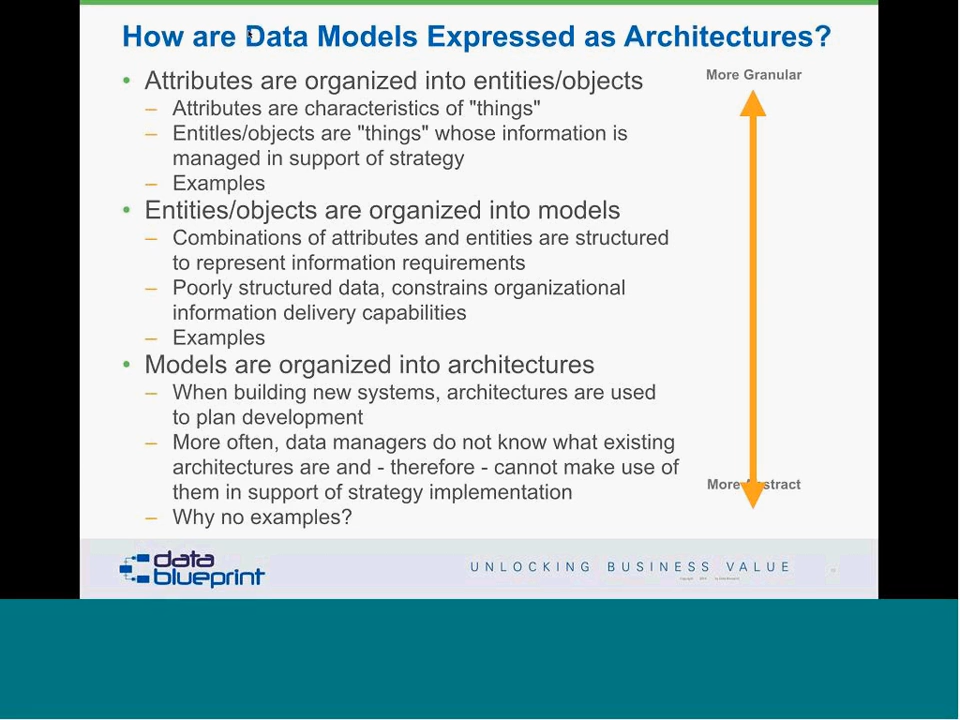 How are Data Models Expressed as Architectures?
More Granular
• Attributes are organized into entities/objects
– Attributes are characteristics of "things"
– Entitles/objects are "things" whose information is
managed in support of strategy
– Examples
• Entities/objects are organized into models
– Combinations of attributes and entities are structured
to represent information requirements
– Poorly structured data, constrains organizational
information delivery capabilities
– Examples
• Models are organized into architectures
– When building new systems, architectures are used
to plan development
– More often, data managers do not know what existing
architectures are and - therefore - cannot make use of
them in support of strategy implementation
– Why no examples?
More Abstract
data
blueprint
UNLOCKING BUSINESS VALUE